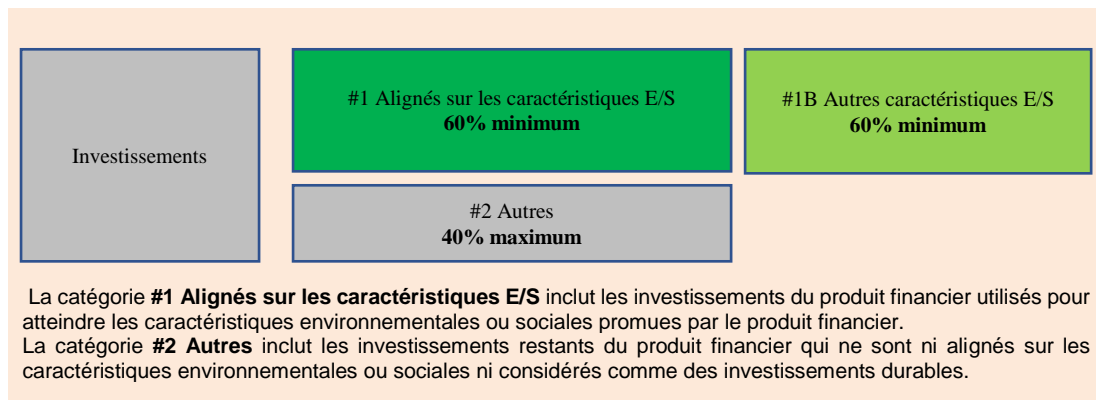 Investissements
#1 Alignés sur les caractéristiques E/S
60% minimum
#1B Autres caractéristiques E/S
60% minimum
#2 Autres
40% maximum
La catégorie #1 Alignés sur les caractéristiques E/S inclut les investissements du produit financier utilisés pour
atteindre les caractéristiques environnementales ou sociales promues par le produit financier.
La catégorie #2 Autres inclut les investissements restants du produit financier qui ne sont ni alignés sur les
caractéristiques environnementales ou sociales ni considérés comme des investissements durables.